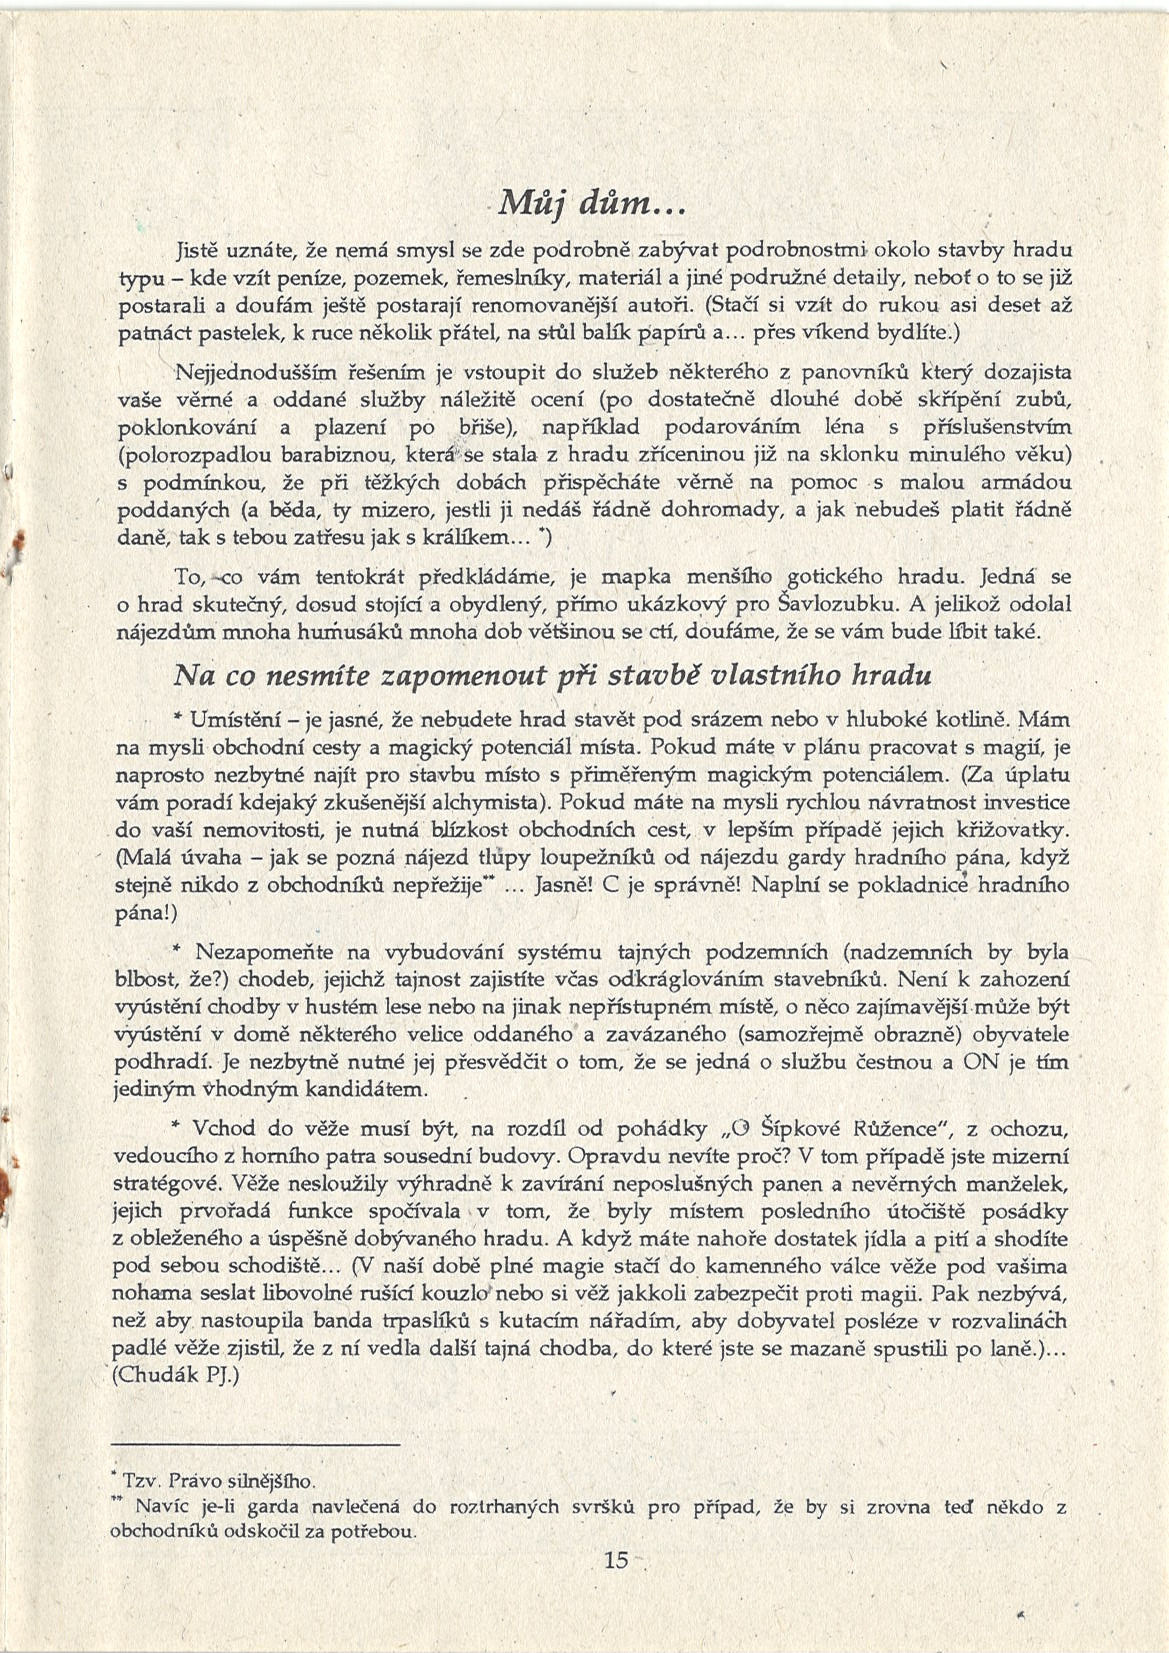 Můj dům...
Jistě uznáte, že nemá smysl se zde podrobně zabývat podrobnostmi okolo stavby hradu
typu – kde vzít peníze, pozemek, řemeslníky, materiál a jiné podružné detaily, neboť o to se již
postarali a doufám ještě postarají renomovanější autoři. (Stačí si vzít do rukou asi deset až
patnáct pastelek, k ruce několik přátel, na stůl balík papírů a... přes víkend bydlíte.)
Nejjednodušším řešením je vstoupit do služeb některého z panovníků který dozajista
vaše věrné a oddané služby náležitě ocení (po dostatečně dlouhé době skřípění zubů,
poklonkování a plazení po břiše), například podarováním léna s příslušenstvím
(polorozpadlou barabiznou, která se stala z hradu zříceninou již na sklonku minulého věku)
s podmínkou, že při těžkých dobách přispěcháte věrně na pomoc s malou armádou
poddaných (a běda, ty mizero, jestli ji nedáš řádně dohromady, a jak nebudeš platit řádně
daně, tak s tebou zatřesu jak s králíkem... *)
To, co vám tentokrát předkládáme, je mapka menšího gotického hradu. Jedná se
o hrad skutečný, dosud stojící a obydlený, přímo ukázkový pro Šavlozubku. A jelikož odolal
nájezdům mnoha humusáků mnoha dob většinou se ctí, doufáme, že se vám bude líbit také.
Na co nesmíte zapomenout při stavbě vlastního hradu
* Umístění – je jasné, že nebudete hrad stavět pod srázem nebo v hluboké kotlině. Mám
na mysli obchodní cesty a magický potenciál místa. Pokud máte v plánu pracovat s magií, je
naprosto nezbytné najít pro stavbu místo s přiměřeným magickým potenciálem. (Za úplatu
vám poradí kdejaký zkušenější alchymista). Pokud máte na mysli rychlou návratnost investice
do vaší nemovitosti, je nutná blízkost obchodních cest, v lepším případě jejich křižovatky.
(Malá úvaha – jak se pozná nájezd tlupy loupežníků od nájezdu gardy hradního pána, když
stejně nikdo z obchodníků nepřežije** ... Jasně! C je správně! Naplní se pokladnice hradního
pána!)
* Nezapomeňte na vybudování systému tajných podzemních (nadzemních by byla
blbost, že?) chodeb, jejichž tajnost zajistíte včas odkráglováním stavebníků. Není k zahození
vyústění chodby v hustém lese nebo na jinak nepřístupném místě, o něco zajímavější může být
vyústění v domě některého velice oddaného a zavázaného (samozřejmě obrazně) obyvatele
podhradí. Je nezbytně nutné jej přesvědčit o tom, že se jedná o službu čestnou a ON je tím
jediným vhodným kandidátem.
* Vchod do věže musí být, na rozdíl od pohádky „O Šípkové Růžence“, z ochozu,
vedoucího z horního patra sousední budovy. Opravdu nevíte proč? V tom případě jste mizerní
stratégové. Věže nesloužily výhradně k zavírání neposlušných panen a nevěrných manželek,
jejich prvořadá funkce spočívala v tom, že byly místem posledního útočiště posádky
z obleženého a úspěšně dobývaného hradu. A když máte nahoře dostatek jídla a pití a shodíte
pod sebou schodiště... (V naší době plné magie stačí do kamenného válce věže pod vašima
nohama seslat libovolné rušící kouzlo nebo si věž jakkoli zabezpečit proti magii. Pak nezbývá,
než aby nastoupila banda trpaslíků s kutacím nářadím, aby dobyvatel posléze v rozvalinách
padlé věže zjistil, že z ní vedla další tajná chodba, do které jste se mazaně spustili po laně.)...
(Chudák PJ.)
* Tzv. Právo silnějšího.
** Navíc je-li garda navlečená do roztrhaných svršků pro případ, že by si zrovna teď někdo z
obchodníků odskočil za potřebou.
15